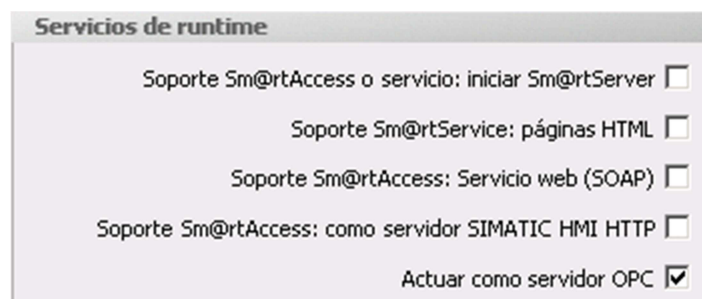 Servicios de runtime
Soporte Sm@rtAccess o servicio: iniciar Sm@rtServer
Soporte Sm@rtService: páginas HTML
Soporte Sm@rtAccess: Servicio web (SOAP)
Soporte Sm@rtAccess: como servidor SIMATIC HMI HTTP
Actuar como servidor OPC